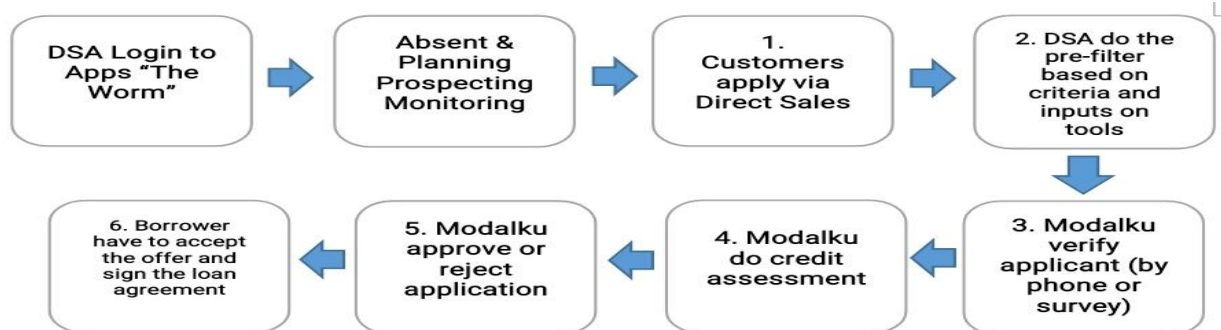 DSA Login to
Apps “The
Worm”
Absent &
Planning
Prospecting
Monitoring
1.
Customers
apply via
Direct Sales
2. DSA do the
pre-filter
based on
criteria and
inputs on
tools
3. Modalku
verify
applicant (by
phone or
survey)
4. Modalku
do credit
assessment
5. Modalku
approve or
reject
application
6. Borrower
have to accept
the offer and
sign the loan
agreement